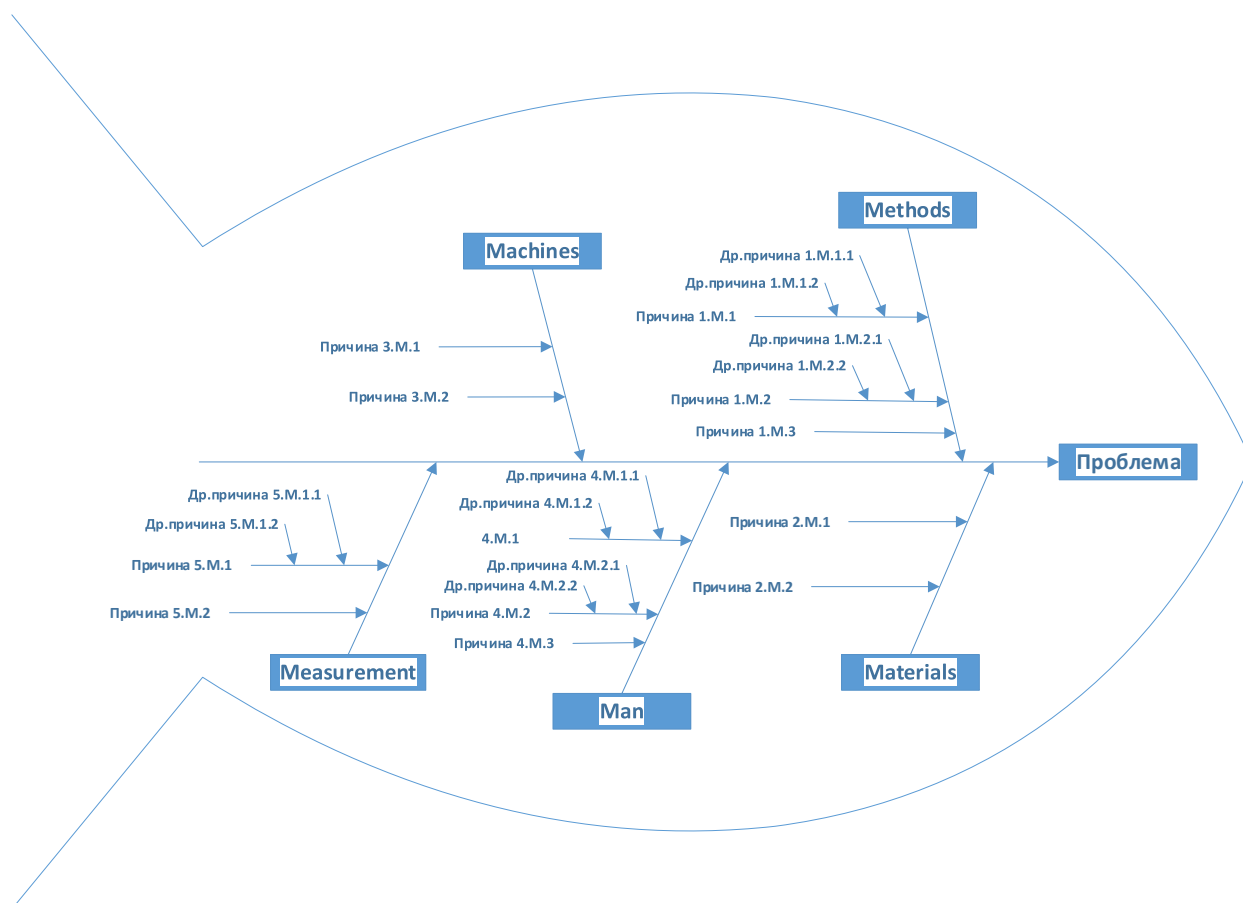 Methods
Machines
Др.причина 1.М.1.1
Др.причина 1.М.1.2
Причина 1.М.1
Др.причина 1.М.2.1
Причина 3.М.1
Др.причина 1.М.2.2
Причина 3.М.2
Причина 1.М.2
Причина 1.М.3
Проблема
Др.причина 4.М.1.1
Др.причина 5.М.1.1
Др.причина 4.М.1.2
Др.причина 5.М.1.2
Причина 2.М.1
4.М.1
Причина 5.М.1
Др.причина 4.М.2.1
Др.причина 4.М.2.2
Причина 2.М.2
Причина 5.М.2
Причина 4.М.2
Причина 4.М.3
Measurement
Materials
Man